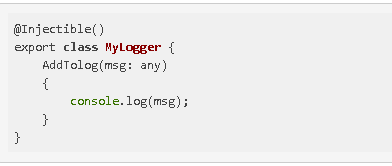 @Injectible()
export class MyLogger {
    AddTolog(msg: any)
    {
        console.log(msg);
    }
}